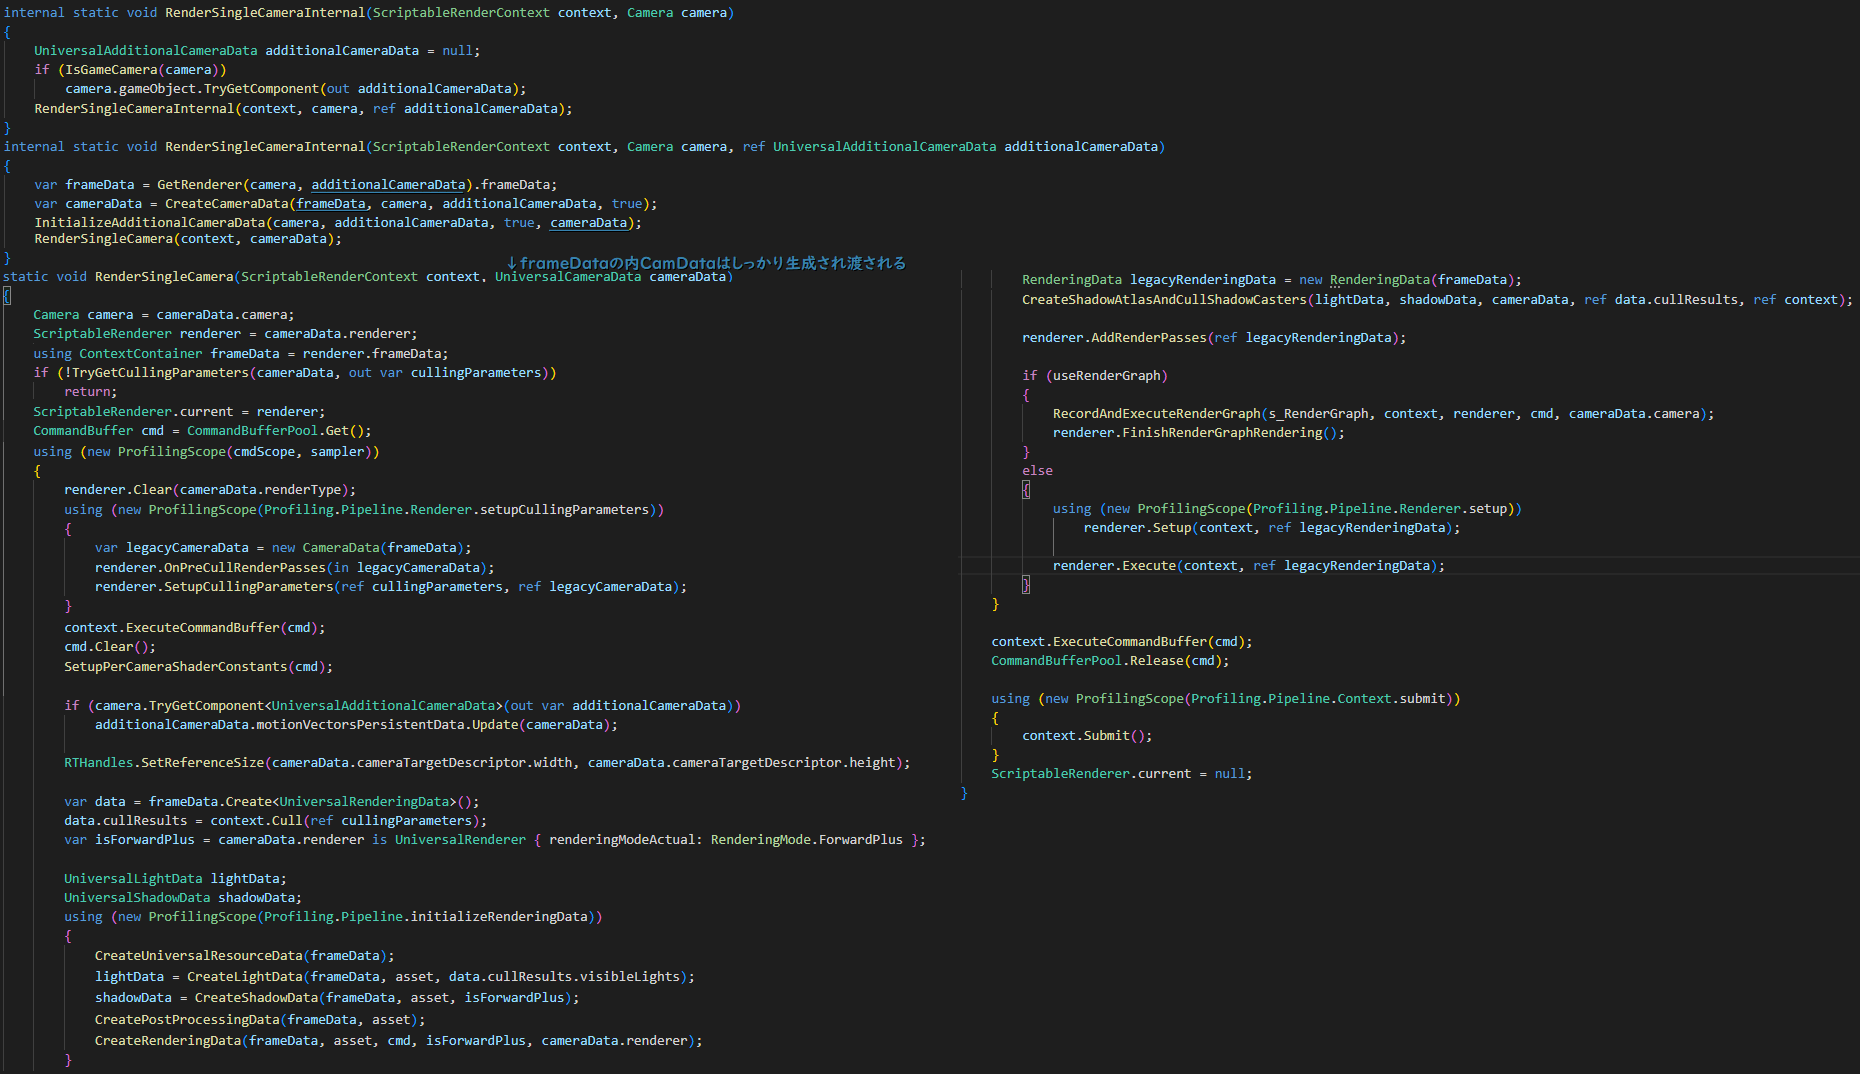 internal static void RenderSingleCameraInternal(ScriptableRenderContext context, Camera camera)
{
    UniversalAdditionalCameraData additionalCameraData = null;
    if (IsGameCamera(camera))
        camera.gameObject.TryGetComponent(out additionalCameraData);
    RenderSingleCameraInternal(context, camera, ref additionalCameraData);
}
internal static void RenderSingleCameraInternal(ScriptableRenderContext context, Camera camera, ref UniversalAdditionalCameraData additionalCameraData)
{
    var frameData = GetRenderer(camera, additionalCameraData).frameData;
    var cameraData = CreateCameraData(frameData, camera, additionalCameraData, true);
    InitializeAdditionalCameraData(camera, additionalCameraData, true, cameraData);
    RenderSingleCamera(context, cameraData);
}
↓frameDataの内CamDataはしっかり生成され渡される
static void RenderSingleCamera(ScriptableRenderContext context, UniversalCameraData cameraData)
{
    Camera camera = cameraData.camera;
    ScriptableRenderer renderer = cameraData.renderer;
    using ContextContainer frameData = renderer.frameData;
    if (!TryGetCullingParameters(cameraData, out var cullingParameters))
        return;
    ScriptableRenderer.current = renderer;
    CommandBuffer cmd = CommandBufferPool.Get();
    using (new ProfilingScope(cmdScope, sampler))
    {
        renderer.Clear(cameraData.renderType);
        using (new ProfilingScope(Profiling.Pipeline.Renderer.setupCullingParameters))
        {
            var legacyCameraData = new CameraData(frameData);
            renderer.OnPreCullRenderPasses(in legacyCameraData);
            renderer.SetupCullingParameters(ref cullingParameters, ref legacyCameraData);
        }
        context.ExecuteCommandBuffer(cmd);
        cmd.Clear();
        SetupPerCameraShaderConstants(cmd);
        if (camera.TryGetComponent<UniversalAdditionalCameraData>(out var additionalCameraData))
            additionalCameraData.motionVectorsPersistentData.Update(cameraData);
        RTHandles.SetReferenceSize(cameraData.cameraTargetDescriptor.width, cameraData.cameraTargetDescriptor.height);
        var data = frameData.Create<UniversalRenderingData>();
        data.cullResults = context.Cull(ref cullingParameters);
        var isForwardPlus = cameraData.renderer is UniversalRenderer { renderingModeActual: RenderingMode.ForwardPlus };
        UniversalLightData lightData;
        UniversalShadowData shadowData;
        using (new ProfilingScope(Profiling.Pipeline.initializeRenderingData))
        {
            CreateUniversalResourceData(frameData);
            lightData = CreateLightData(frameData, asset, data.cullResults.visibleLights);
            shadowData = CreateShadowData(frameData, asset, isForwardPlus);
            CreatePostProcessingData(frameData, asset);
            CreateRenderingData(frameData, asset, cmd, isForwardPlus, cameraData.renderer);
        }
        RenderingData legacyRenderingData = new RenderingData(frameData);
        CreateShadowAtlasAndCullShadowCasters(lightData, shadowData, cameraData, ref data.cullResults, ref context);
        renderer.AddRenderPasses(ref legacyRenderingData);
        if (useRenderGraph)
        {
            RecordAndExecuteRenderGraph(s_RenderGraph, context, renderer, cmd, cameraData.camera);
            renderer.FinishRenderGraphRendering();
        }
        else
        {
            using (new ProfilingScope(Profiling.Pipeline.Renderer.setup))
                renderer.Setup(context, ref legacyRenderingData);
            renderer.Execute(context, ref legacyRenderingData);
        }
    }
    context.ExecuteCommandBuffer(cmd);
    CommandBufferPool.Release(cmd);
    using (new ProfilingScope(Profiling.Pipeline.Context.submit))
    {
        context.Submit();
    }
    ScriptableRenderer.current = null;
}